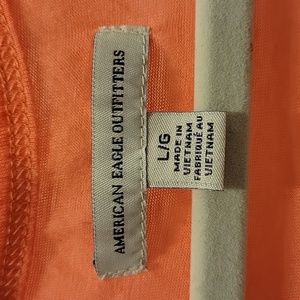 AMERICAN EAGLE OUTFITTERS
L/G
MADE IN
VIETNAM
FABRIQUÉ AU
VIETNAM